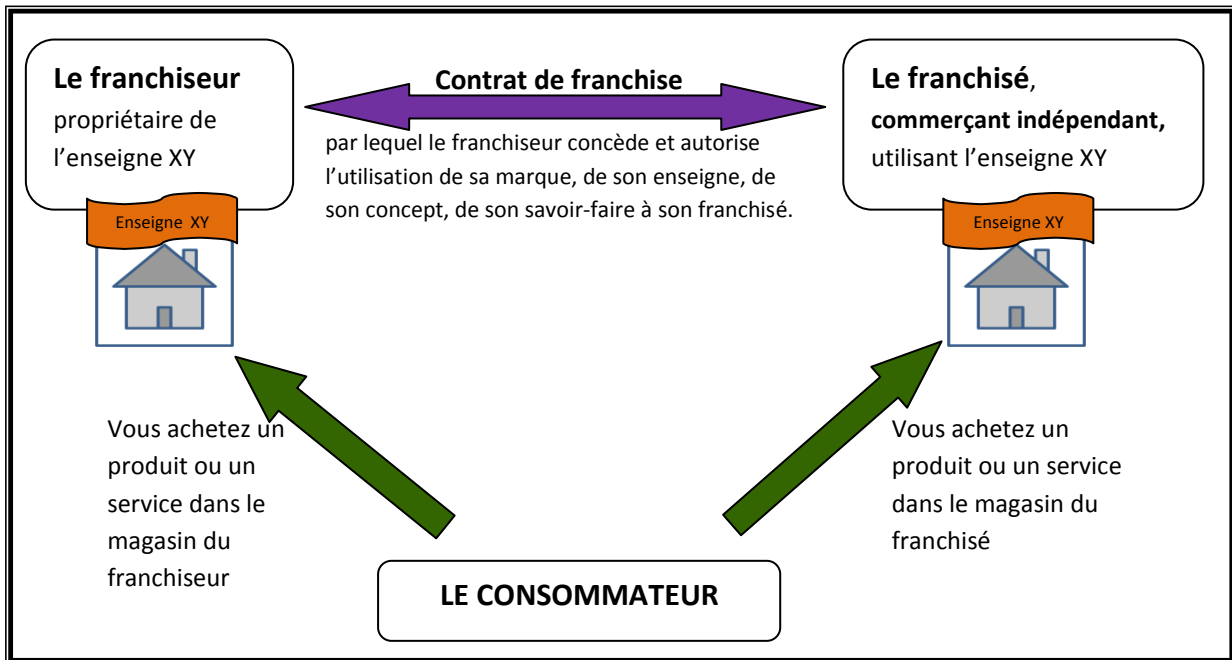 Le franchiseur
propriétaire de
l’enseigne XY
Enseigne XY
Contrat de franchise
par lequel le franchiseur concède et autorise
l’utilisation de sa marque, de son enseigne, de
son concept, de son savoir-faire à son franchisé.
Le franchisé,
commerçant indépendant,
utilisant l’enseigne XY
Enseigne XY
Vous achetez un
produit ou un
service dans le
magasin du
franchiseur
Vous achetez un
produit ou un service
dans le magasin du
franchisé
LE CONSOMMATEUR